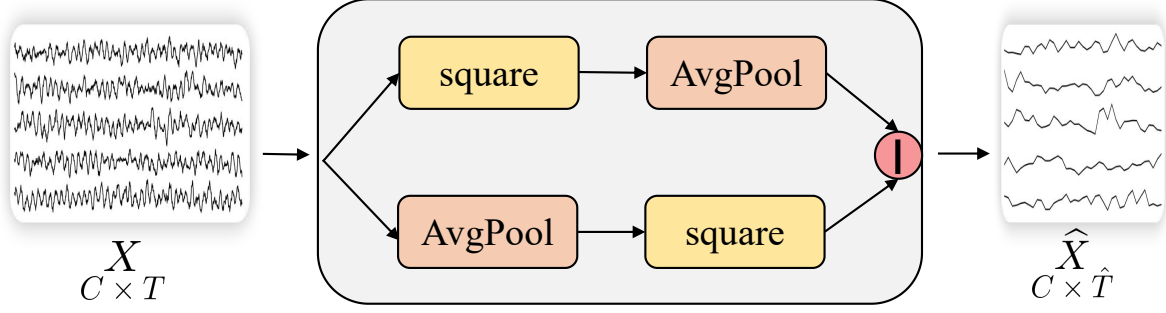 square
AvgPool
|
AvgPool
square
X
C × T
X̂
C × T̂